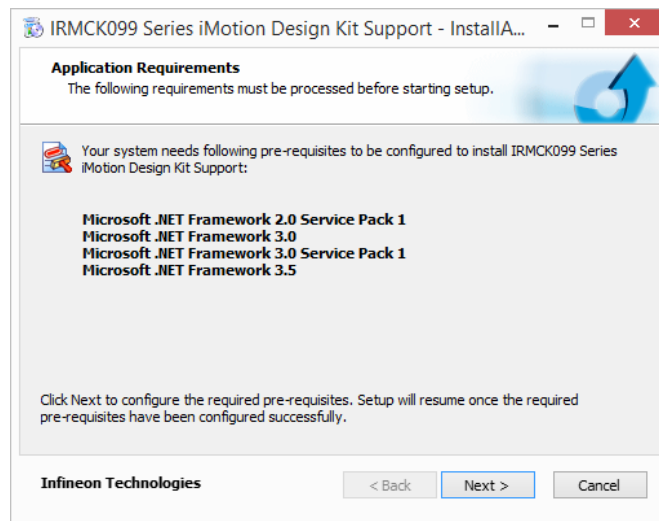 IRMCK099 Series iMotion Design Kit Support - InstallA...
Application Requirements
The following requirements must be processed before starting setup.
Your system needs following pre-requisites to be configured to install IRMCK099 Series
iMotion Design Kit Support:
Microsoft .NET Framework 2.0 Service Pack 1
Microsoft .NET Framework 3.0
Microsoft .NET Framework 3.0 Service Pack 1
Microsoft .NET Framework 3.5
Click Next to configure the required pre-requisites. Setup will resume once the required
pre-requisites have been configured successfully.
Infineon Technologies
< Back
Next >
Cancel